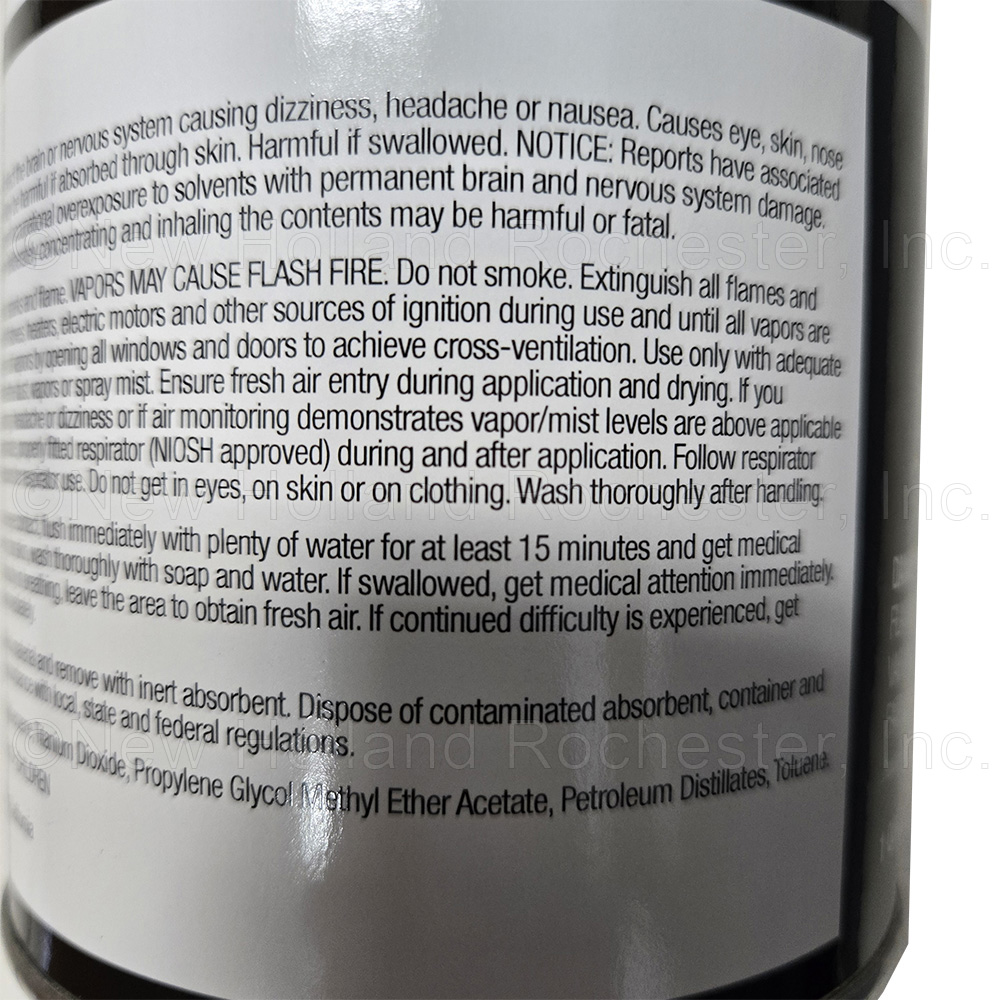 brain or nervous system causing dizziness, headache or nausea. Causes eye, skin, nose
harmful if absorbed through skin. Harmful if swallowed. NOTICE: Reports have associated
overexposure to solvents with permanent brain and nervous system damage.
concentrating and inhaling the contents may be harmful or fatal.
© New Holland Rochester, Inc.
and flame. VAPORS MAY CAUSE FLASH FIRE. Do not smoke. Extinguish all flames and
heaters, electric motors and other sources of ignition during use and until all vapors are
vapors by opening all windows and doors to achieve cross-ventilation. Use only with adequate
vapors or spray mist. Ensure fresh air entry during application and drying. If you
headache or dizziness or if air monitoring demonstrates vapor/mist levels are above applicable
properly fitted respirator (NIOSH approved) during and after application. Follow respirator
use. Do not get in eyes, on skin or on clothing. Wash thoroughly after handling.
© New Holland Rochester, Inc.
flush immediately with plenty of water for at least 15 minutes and get medical
wash thoroughly with soap and water. If swallowed, get medical attention immediately.
breathing, leave the area to obtain fresh air. If continued difficulty is experienced, get
and remove with inert absorbent. Dispose of contaminated absorbent, container and
with local, state and federal regulations.
© New Holland Rochester, Inc.
Dioxide, Propylene Glycol Methyl Ether Acetate, Petroleum Distillates, Toluene.